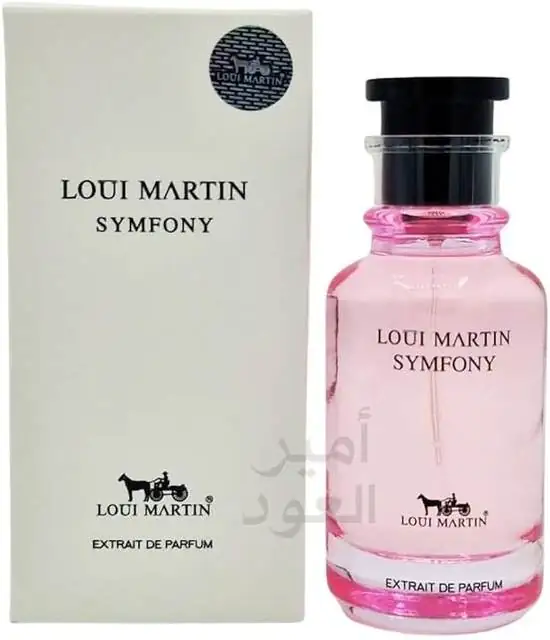 LOUI MARTIN
LOUI MARTIN
SYMFONY
LOUI MARTIN®
EXTRAIT DE PARFUM
LOUI MARTIN
SYMFONY
أمير
العود
LOUI MARTIN®
EXTRAIT DE PARFUM